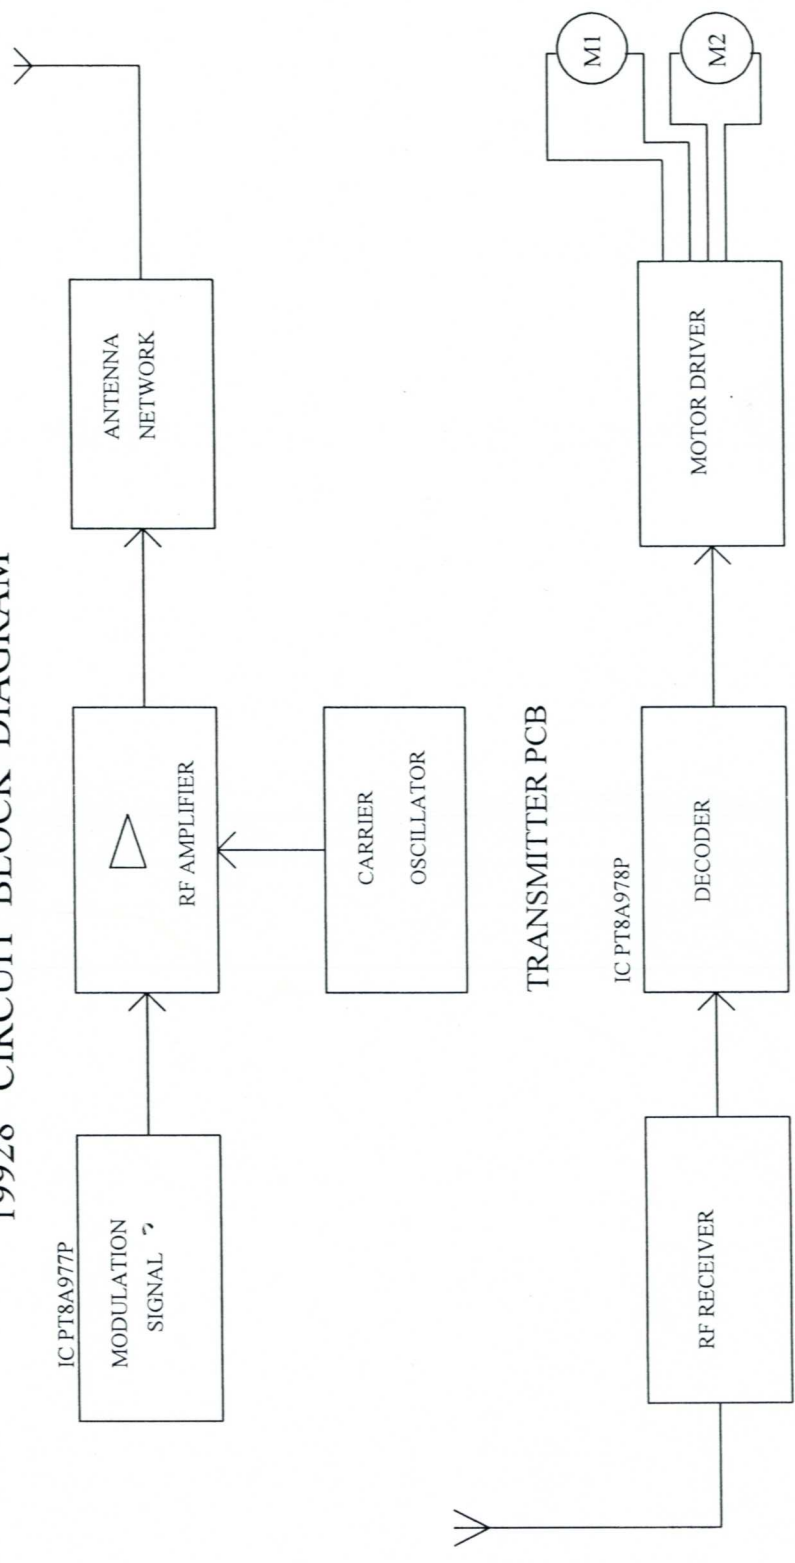 19928 CIRCUIT BLOCK DIAGRAM
IC PT8A977P
MODULATION
SIGNAL
RF AMPLIFIER
ANTENNA
NETWORK
CARRIER
OSCILLATOR
TRANSMITTER PCB
IC PT8A978P
RF RECEIVER
DECODER
MOTOR DRIVER
M1
M2